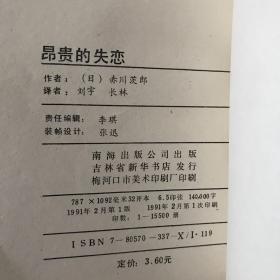 昂贵的失恋
作者：（日）赤川茨郎
译者：刘宇 长林
责任编辑：李琪
装帧设计：张迅
南海出版公司出版
吉林省新华书店发行
梅河口市美术印刷厂印刷
787×1092毫米32开本 6.5印张 140,000字
1991年2月第1版 1991年2月第1次印刷
印数：1—15500册
ISBN7—80570—337—X/I·119
定价：3.60元